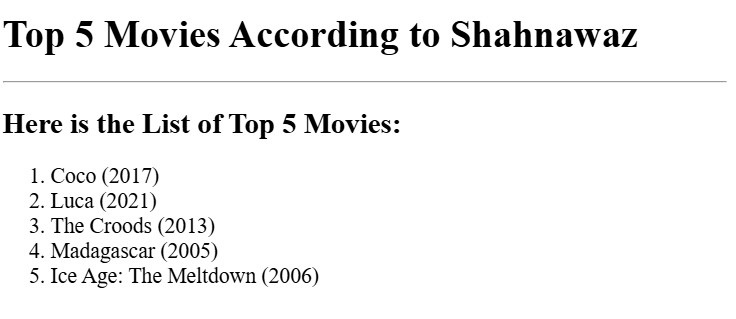 Top 5 Movies According to Shahnawaz
Here is the List of Top 5 Movies:
1. Coco (2017)
2. Luca (2021)
3. The Croods (2013)
4. Madagascar (2005)
5. Ice Age: The Meltdown (2006)